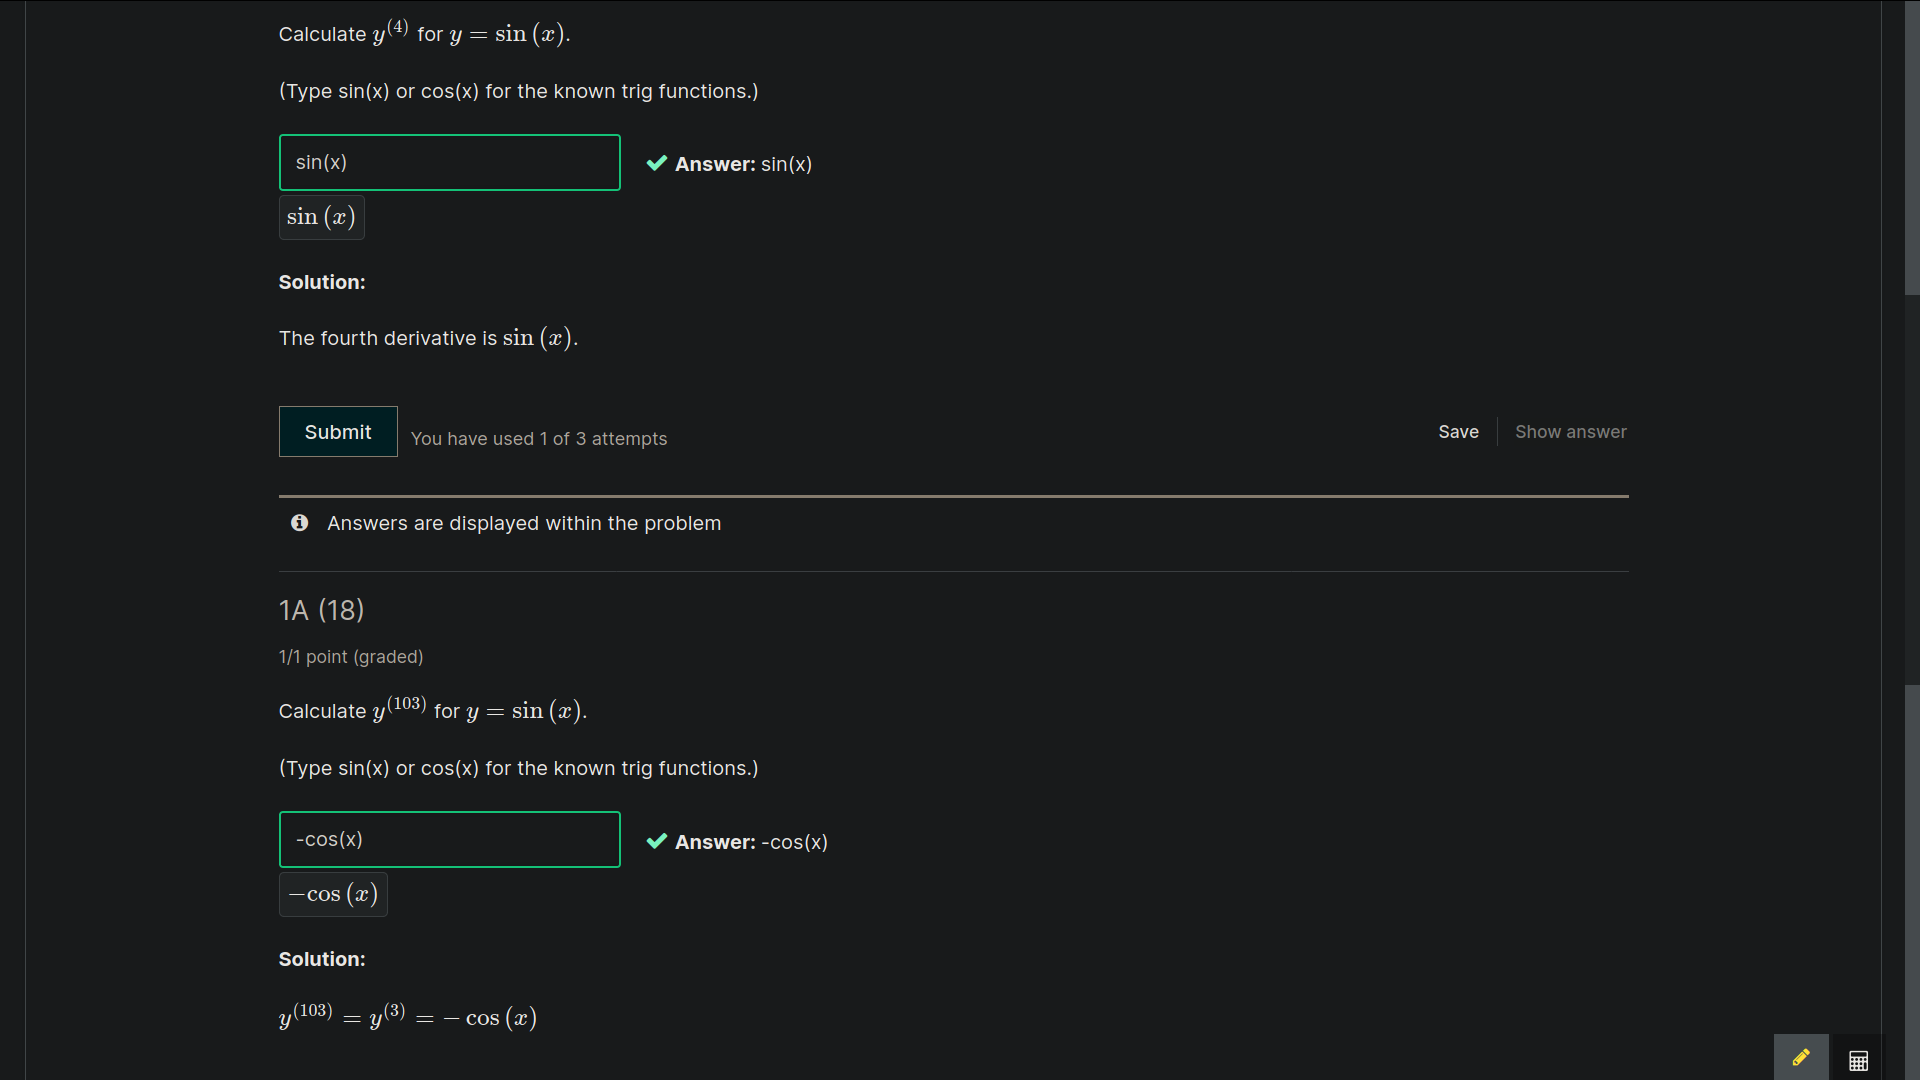 Calculate y^(4) for y = sin (x).
(Type sin(x) or cos(x) for the known trig functions.)
sin(x)
Answer: sin(x)
sin (x)
Solution:
The fourth derivative is sin (x).
Submit
You have used 1 of 3 attempts
Save
Show answer
Answers are displayed within the problem
1A (18)
1/1 point (graded)
Calculate y^(103) for y = sin (x).
(Type sin(x) or cos(x) for the known trig functions.)
-cos(x)
Answer: -cos(x)
−cos (x)
Solution:
y^(103) = y^(3) = − cos (x)